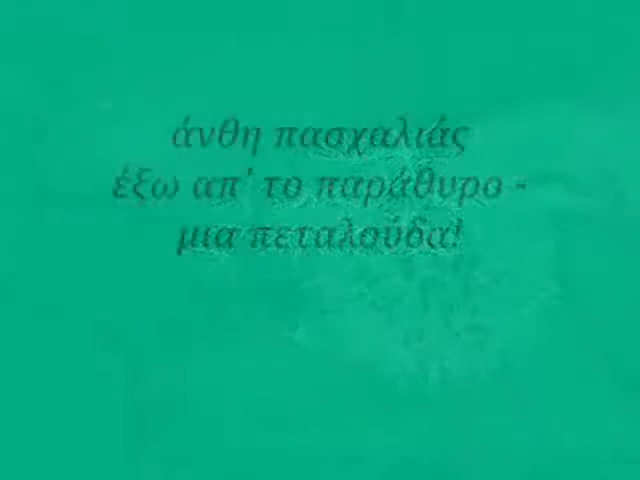 άνθη πασχαλιάς
έξω απ' το παράθυρο -
μια πεταλούδα!